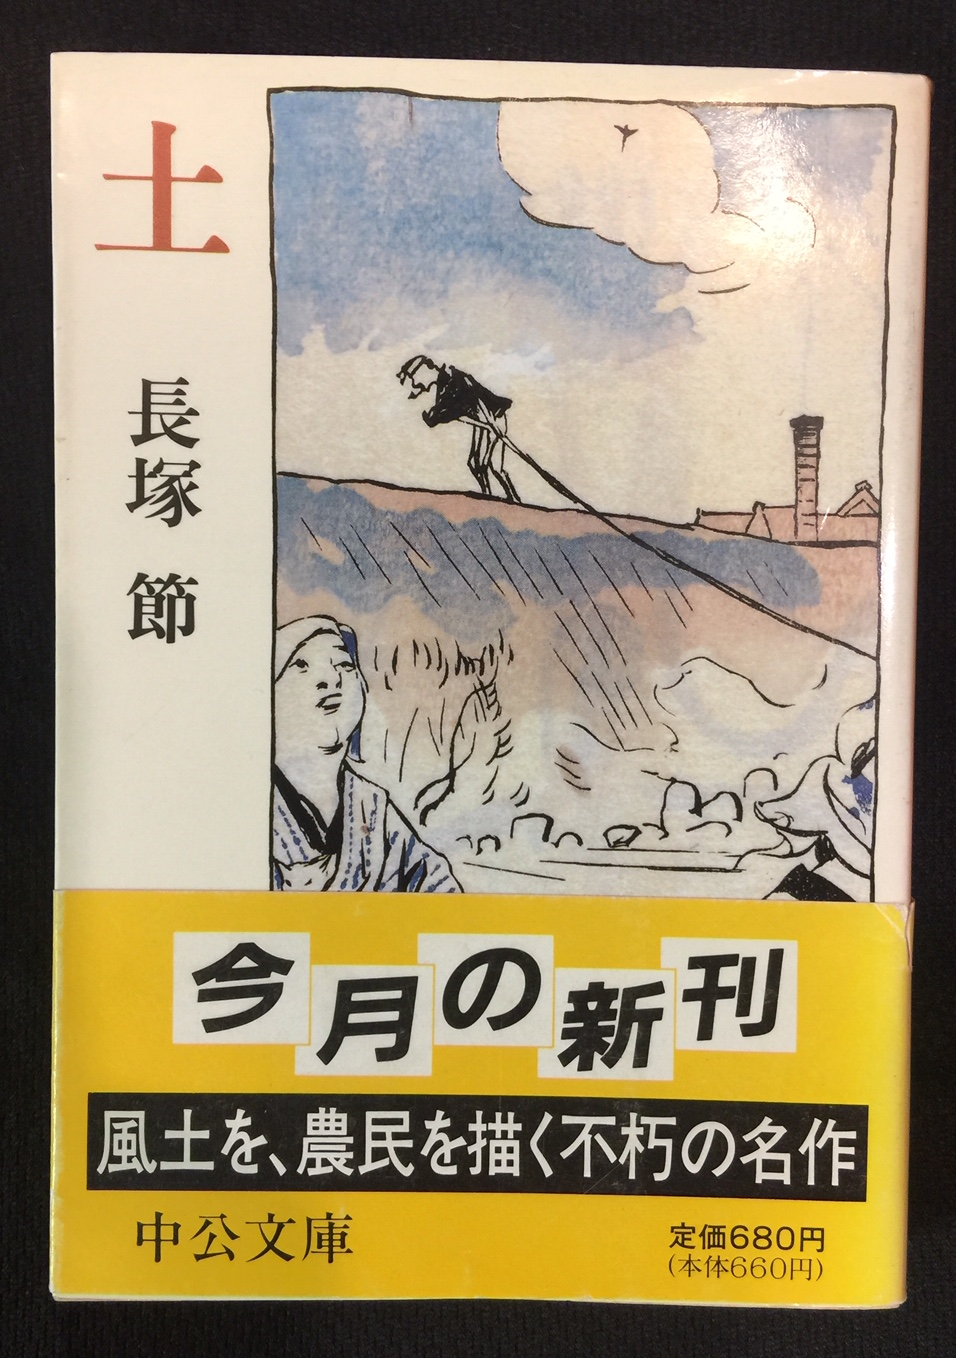 土
長塚 節
今月の新刊
風土を、農民を描く不朽の名作
中公文庫
定価680円
(本体660円)